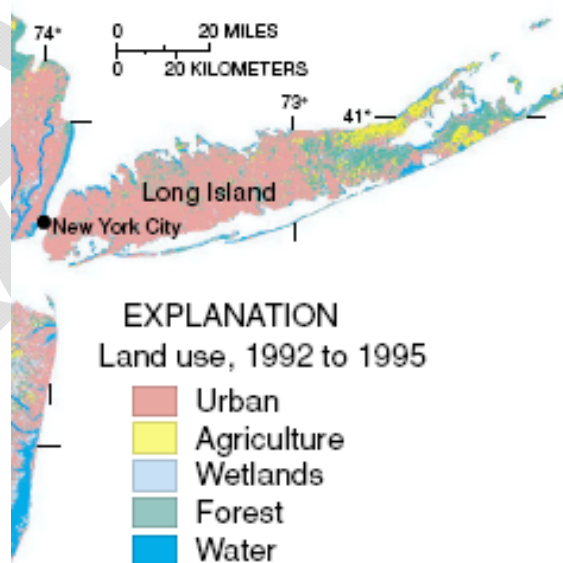 74°
0 20 MILES
0 20 KILOMETERS
73°
41°
Long Island
New York City
EXPLANATION
Land use, 1992 to 1995
Urban
Agriculture
Wetlands
Forest
Water